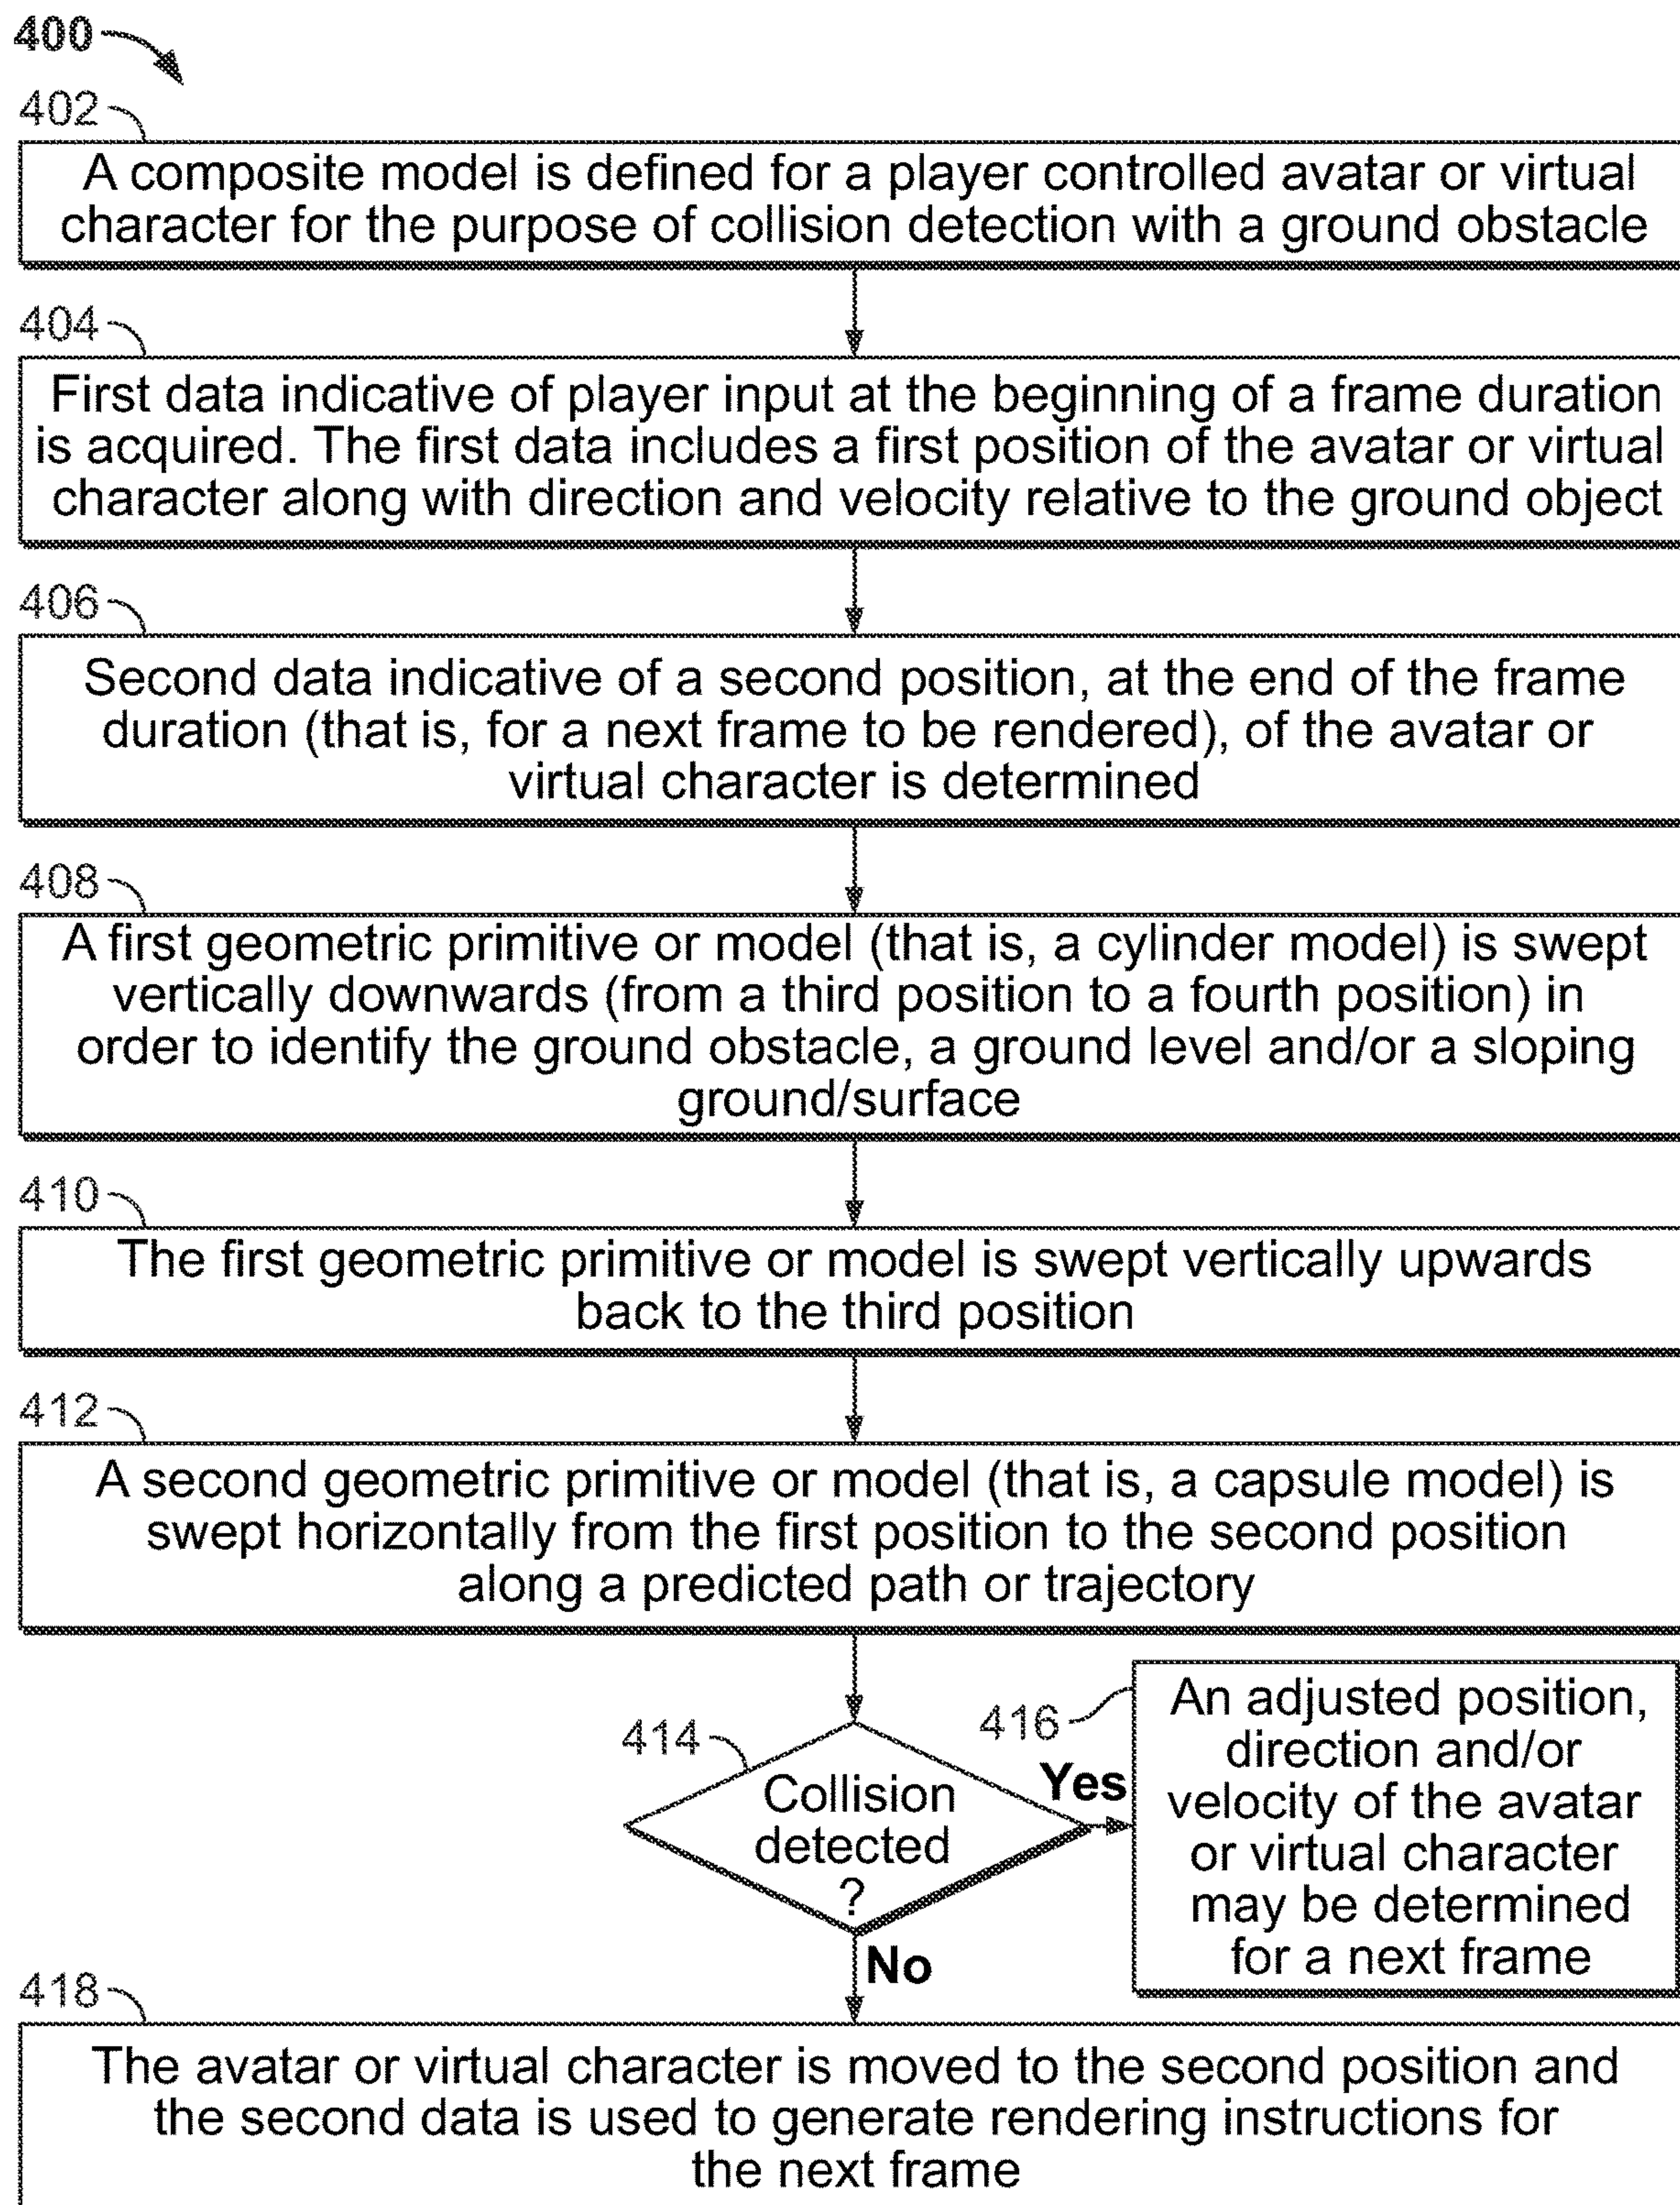 400
402
A composite model is defined for a player controlled avatar or virtual
character for the purpose of collision detection with a ground obstacle
404
First data indicative of player input at the beginning of a frame duration
is acquired. The first data includes a first position of the avatar or virtual
character along with direction and velocity relative to the ground object
406
Second data indicative of a second position, at the end of the frame
duration (that is, for a next frame to be rendered), of the avatar or
virtual character is determined
408
A first geometric primitive or model (that is, a cylinder model) is swept
vertically downwards (from a third position to a fourth position) in
order to identify the ground obstacle, a ground level and/or a sloping
ground/surface
410
The first geometric primitive or model is swept vertically upwards
back to the third position
412
A second geometric primitive or model (that is, a capsule model) is
swept horizontally from the first position to the second position
along a predicted path or trajectory
414
Collision
detected
?
Yes
416
An adjusted position,
direction and/or
velocity of the avatar
or virtual character
may be determined
for a next frame
No
418
The avatar or virtual character is moved to the second position and
the second data is used to generate rendering instructions for
the next frame